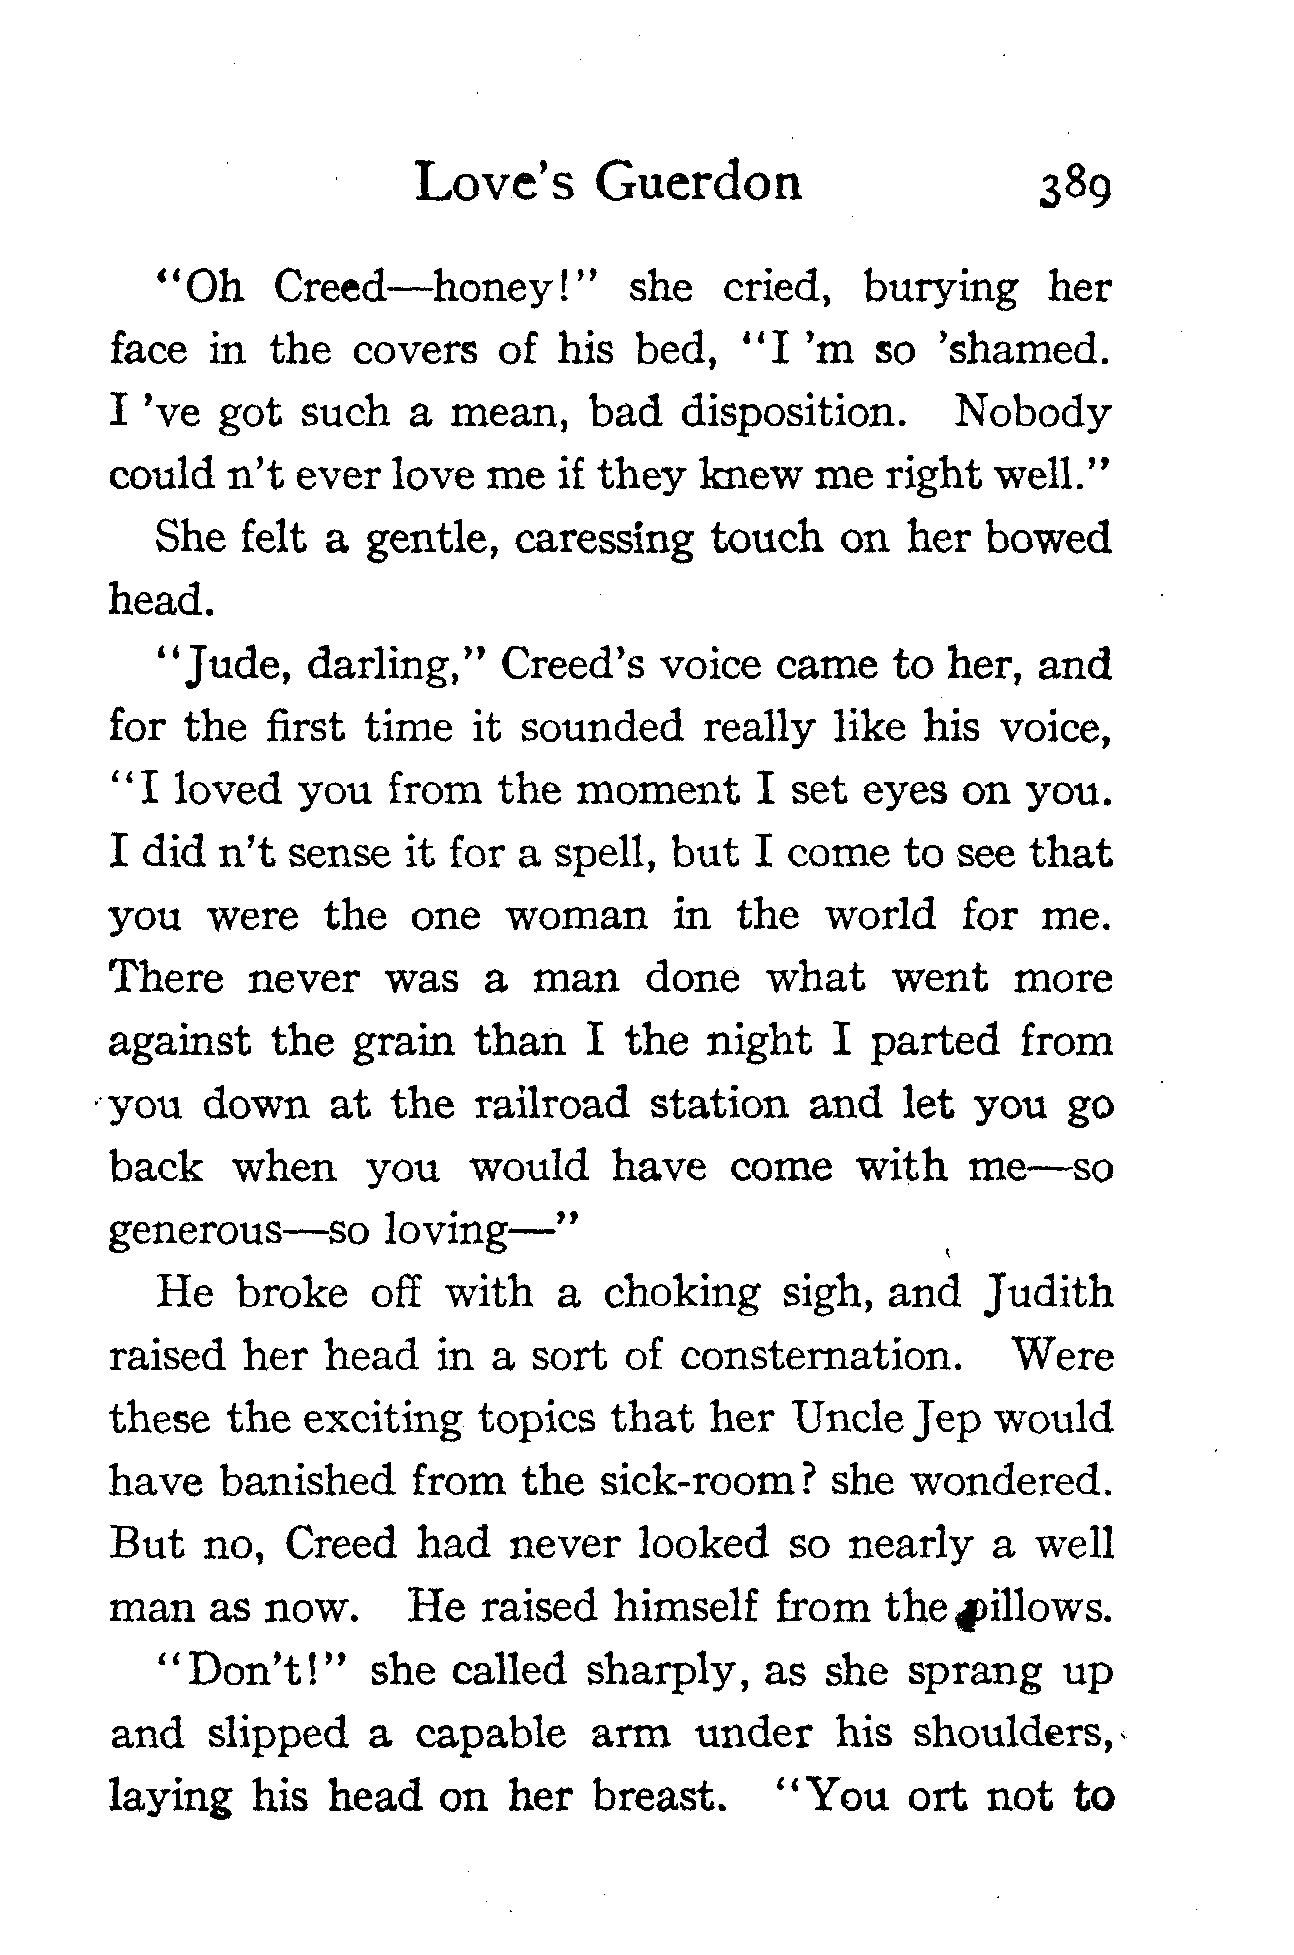 Love's Guerdon 389
"Oh Creed—honey!" she cried, burying her
face in the covers of his bed, "I 'm so 'shamed.
I 've got such a mean, bad disposition. Nobody
could n't ever love me if they knew me right well."
She felt a gentle, caressing touch on her bowed
head.
"Jude, darling," Creed's voice came to her, and
for the first time it sounded really like his voice,
"I loved you from the moment I set eyes on you.
I did n't sense it for a spell, but I come to see that
you were the one woman in the world for me.
There never was a man done what went more
against the grain than I the night I parted from
you down at the railroad station and let you go
back when you would have come with me—so
generous—so loving—"
He broke off with a choking sigh, and Judith
raised her head in a sort of consternation. Were
these the exciting topics that her Uncle Jep would
have banished from the sick-room? she wondered.
But no, Creed had never looked so nearly a well
man as now. He raised himself from the pillows.
"Don't!" she called sharply, as she sprang up
and slipped a capable arm under his shoulders,
laying his head on her breast. "You ort not to